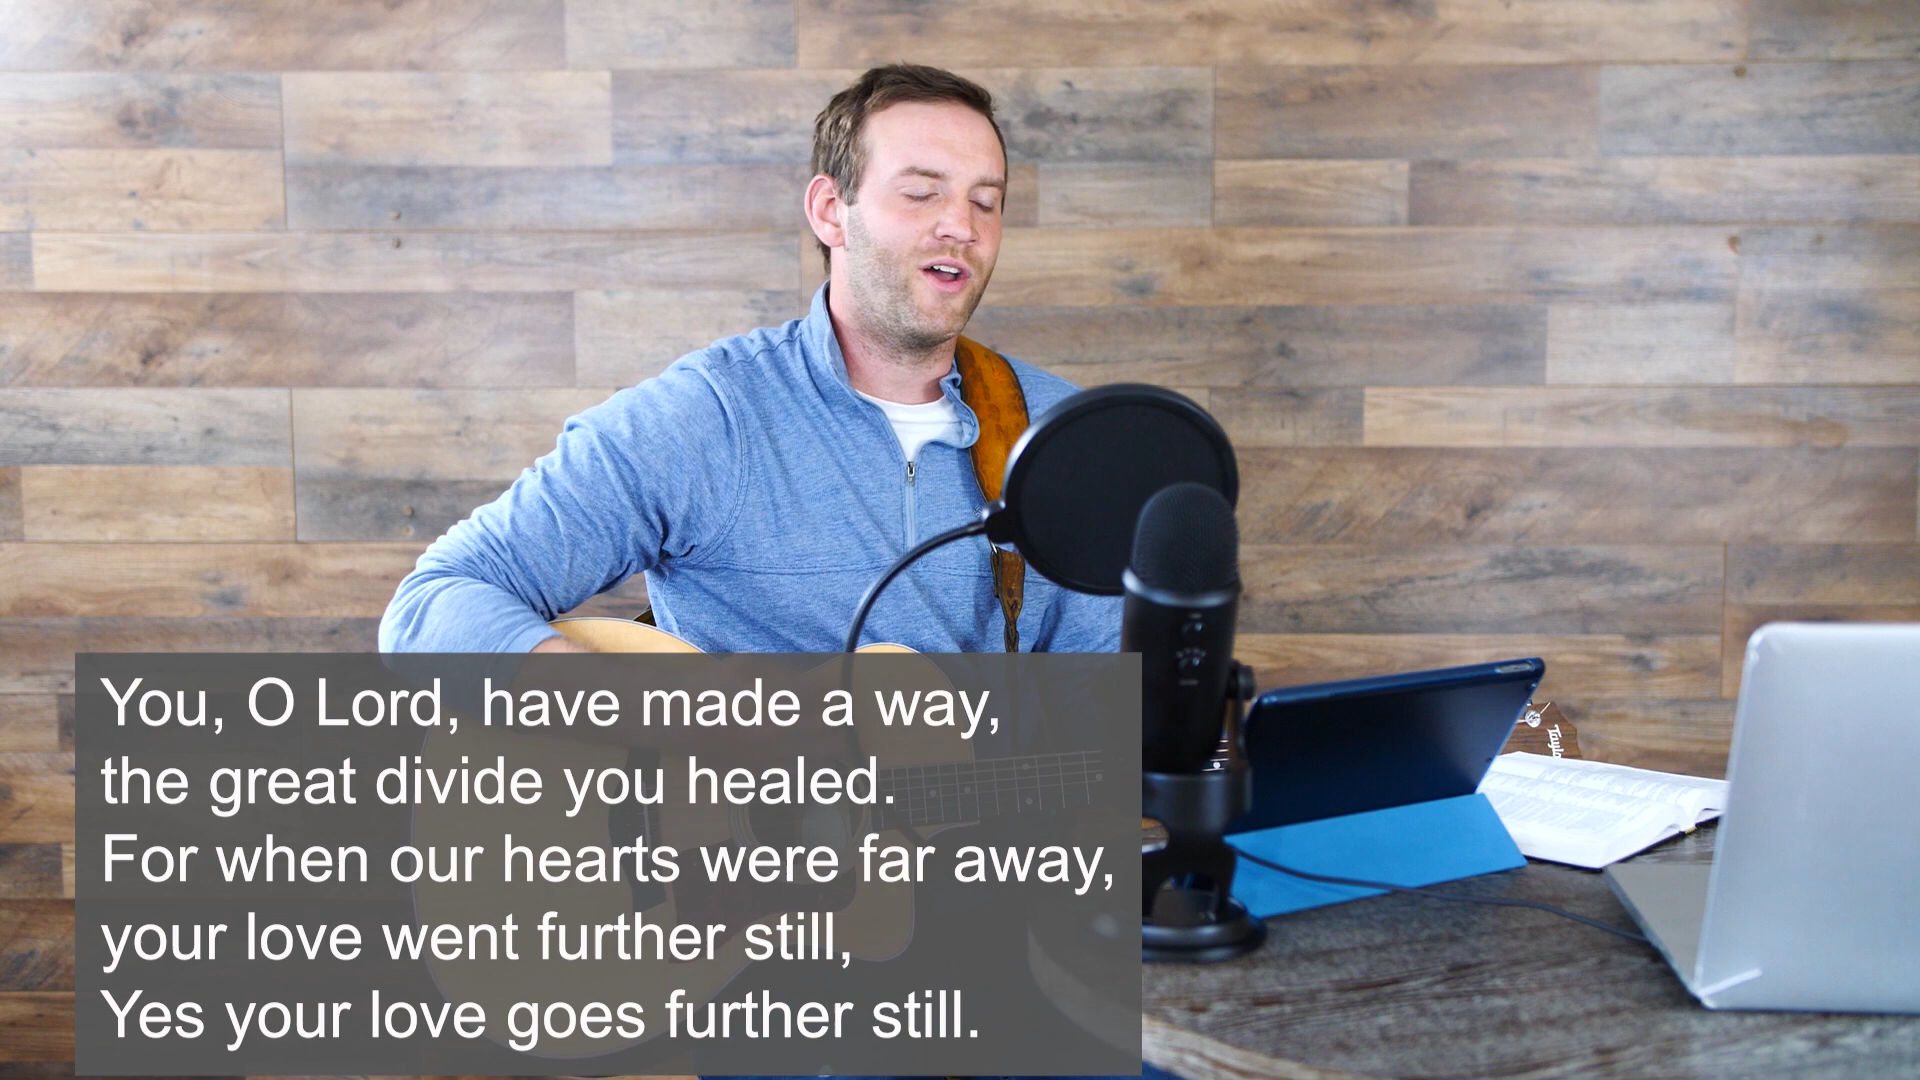 You, O Lord, have made a way,
the great divide you healed.
For when our hearts were far away,
your love went further still,
Yes your love goes further still.